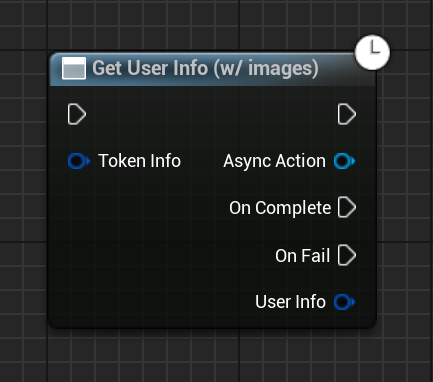 Get User Info (w/ images)
Token Info
Async Action
On Complete
On Fail
User Info